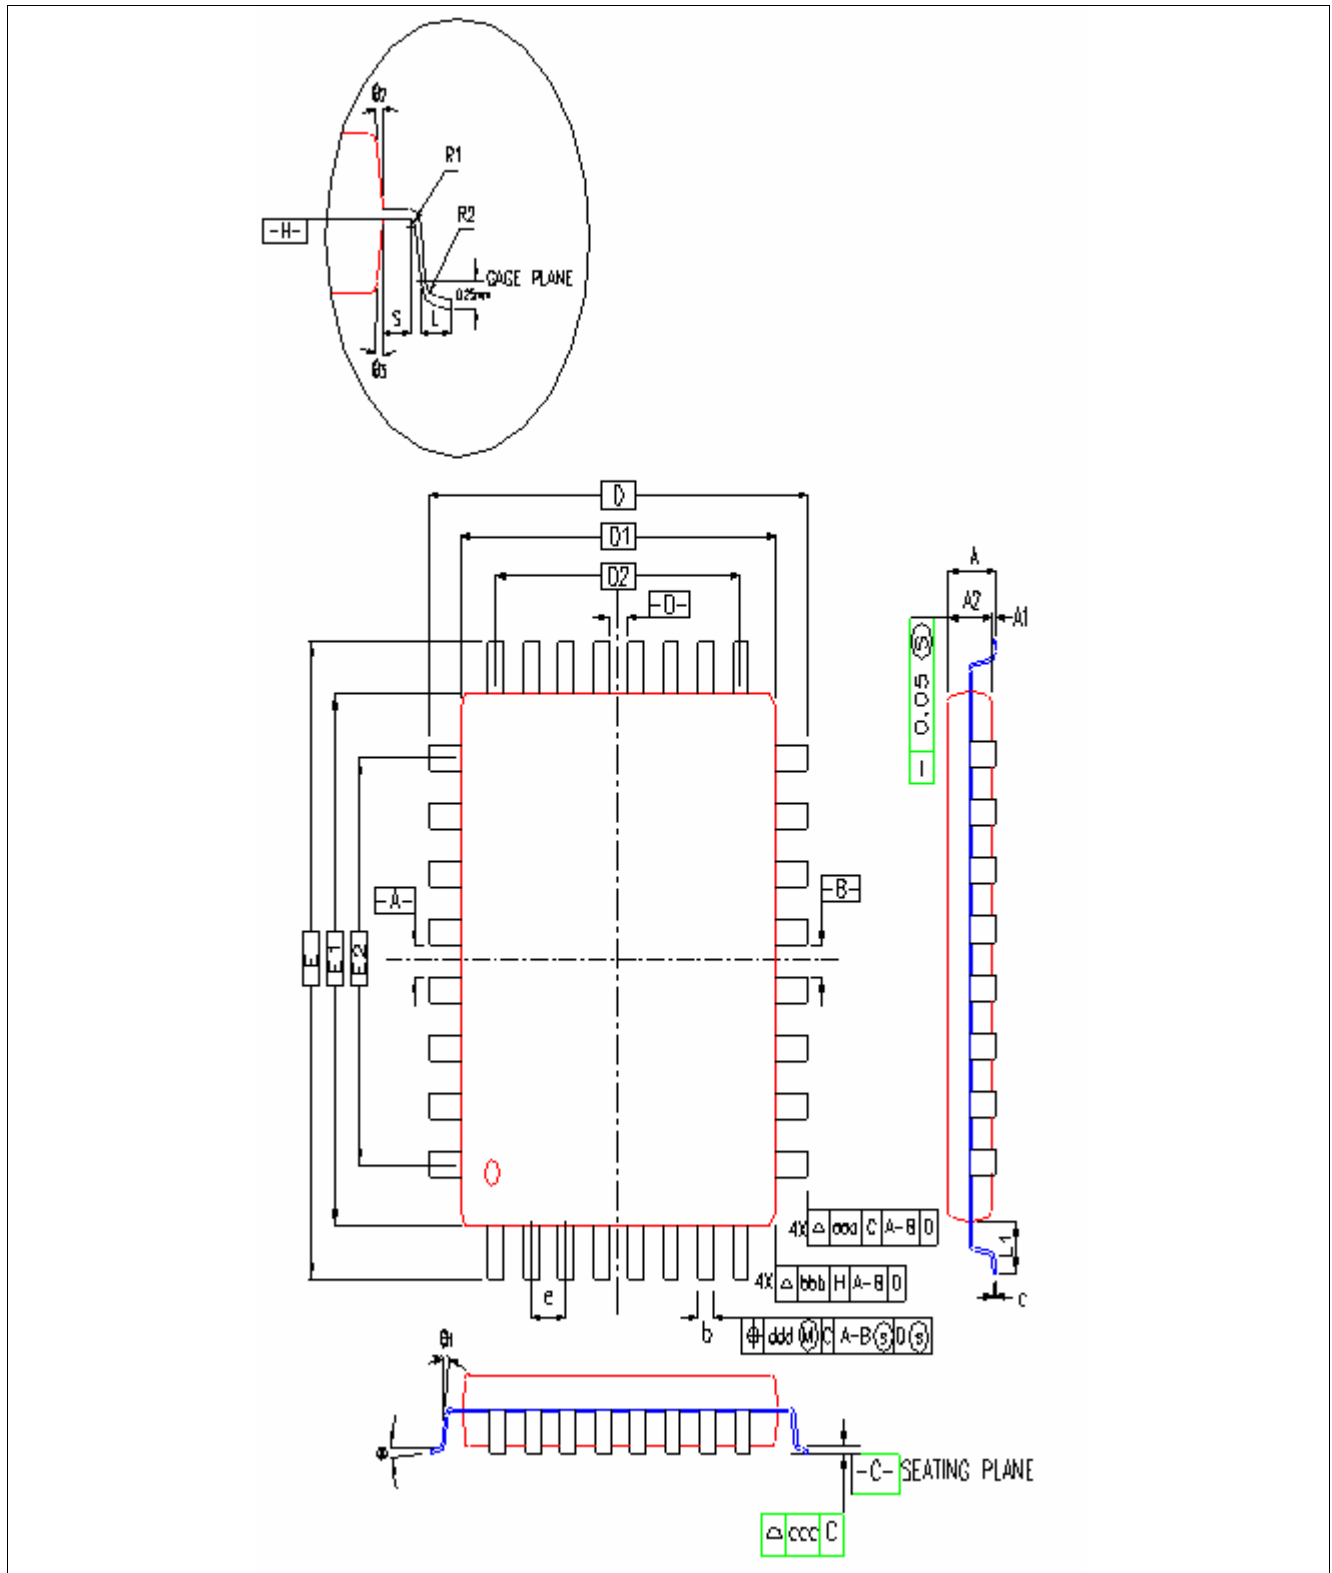 θ2
R1
R2
-H-
GAGE PLANE
0.25mm
S
L
θ3
D
D1
D2
-D-
A
A2
A1
0.05 S
E
E1
E2
-A-
-B-
4X aaa C A-B D
4X bbb H A-B D
e
b
ddd M C A-B S D S
L1
c
θ1
-C- SEATING PLANE
ccc C